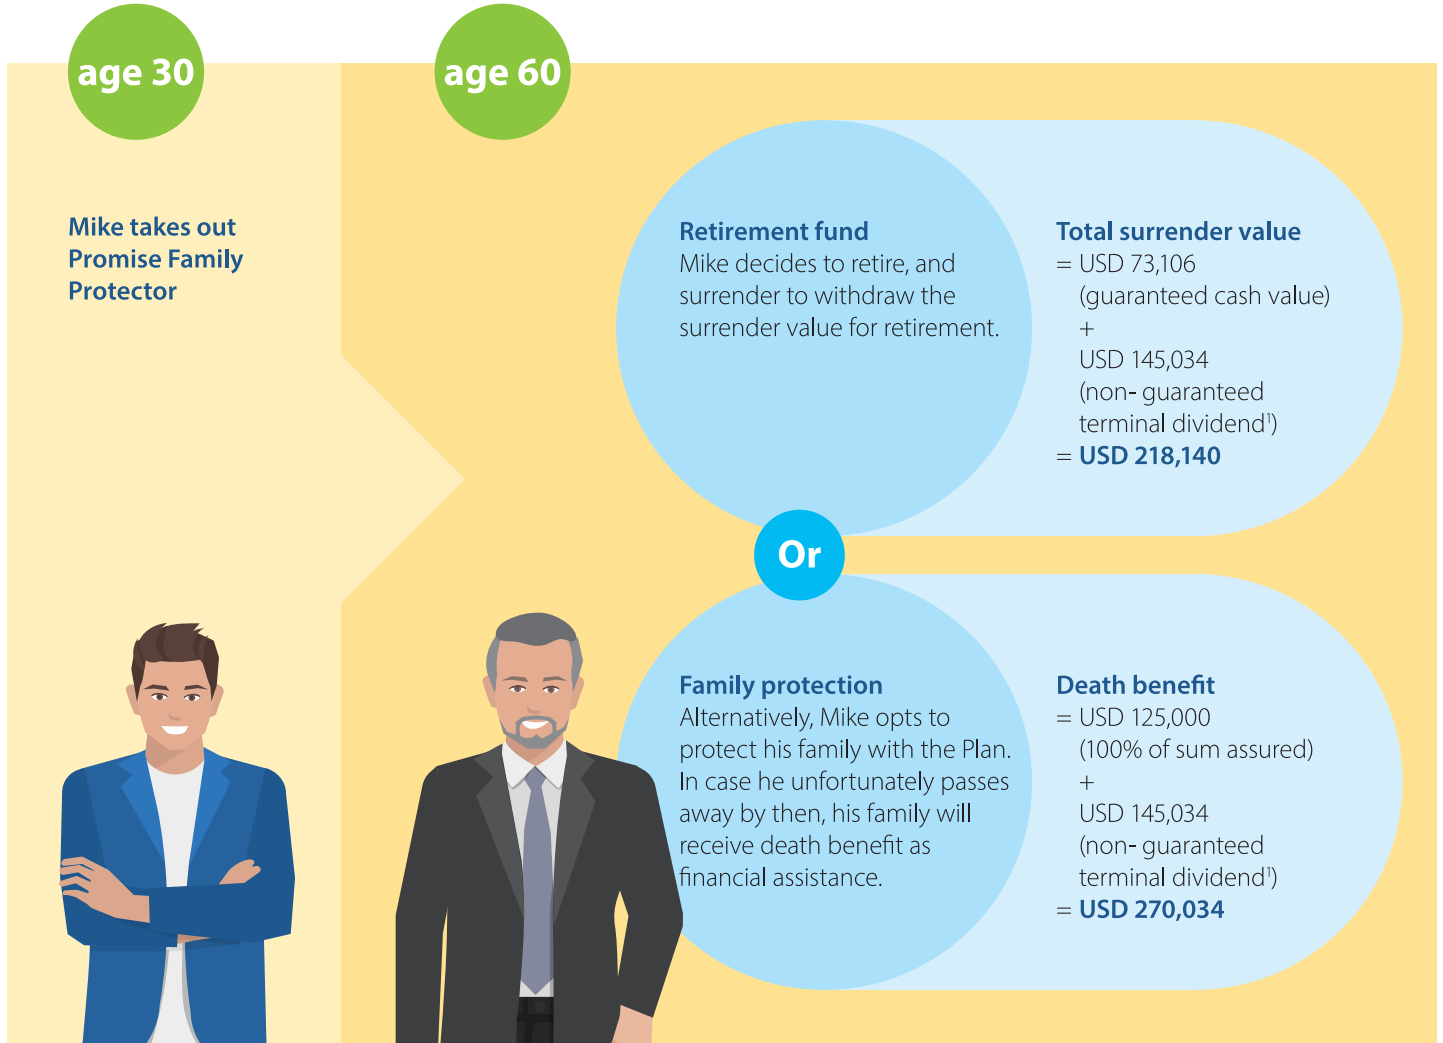 age 30
age 60
Mike takes out
Promise Family
Protector
Retirement fund
Mike decides to retire, and
surrender to withdraw the
surrender value for retirement.
Total surrender value
= USD 73,106
(guaranteed cash value)
+
USD 145,034
(non- guaranteed
terminal dividend¹)
= USD 218,140
Or
Family protection
Alternatively, Mike opts to
protect his family with the Plan.
In case he unfortunately passes
away by then, his family will
receive death benefit as
financial assistance.
Death benefit
= USD 125,000
(100% of sum assured)
+
USD 145,034
(non- guaranteed
terminal dividend¹)
= USD 270,034